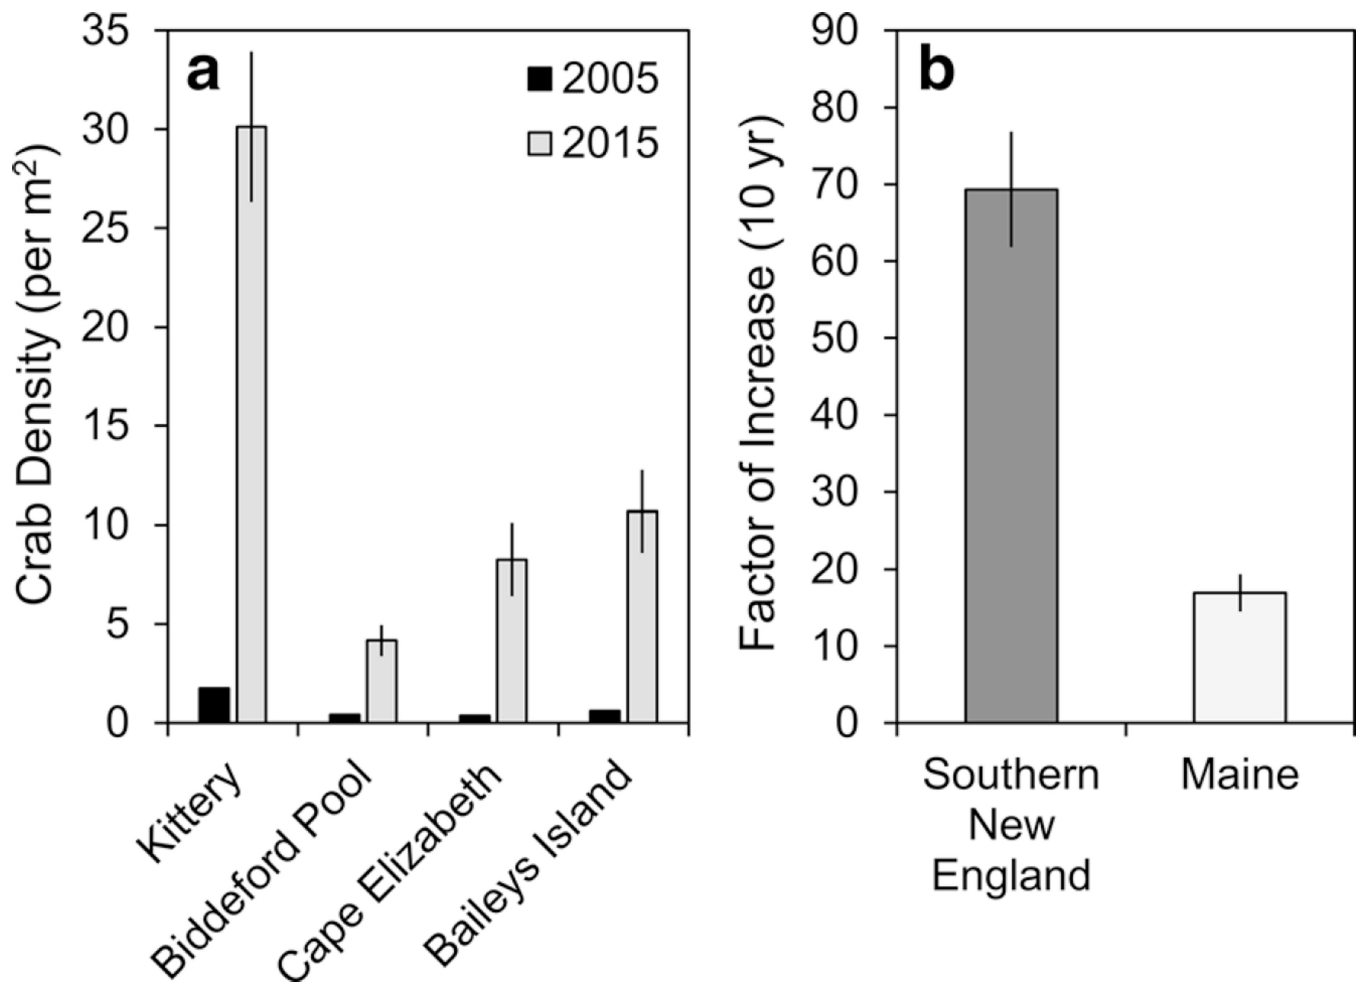 a
2005
2015
Crab Density (per m²)
35
30
25
20
15
10
5
0
Kittery
Biddeford Pool
Cape Elizabeth
Baileys Island
b
Factor of Increase (10 yr)
90
80
70
60
50
40
30
20
10
0
Southern
New
England
Maine